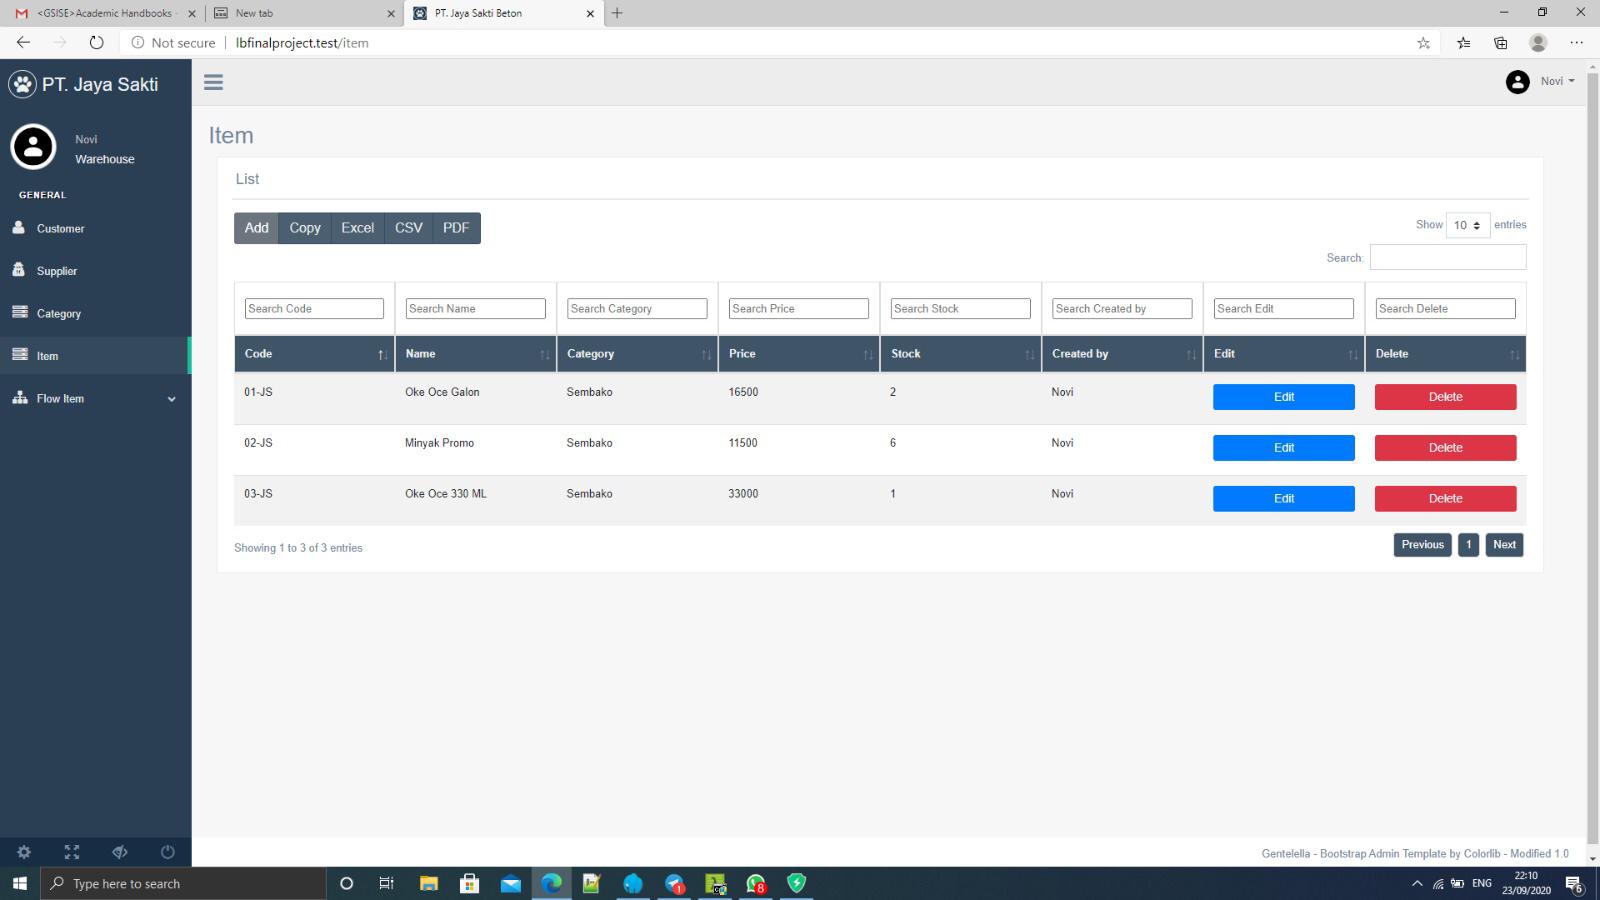 <GSISE>Academic Handbooks
New tab
PT. Jaya Sakti Beton
Not secure
lbfinalproject.test/item
PT. Jaya Sakti
Novi
Novi
Warehouse
GENERAL
Customer
Supplier
Category
Item
Flow Item
Item
List
Add Copy Excel CSV PDF
Show 10 entries
Search:
Search Code Search Name Search Category Search Price Search Stock Search Created by Search Edit Search Delete
Code Name Category Price Stock Created by Edit Delete
01-JS Oke Oce Galon Sembako 16500 2 Novi Edit Delete
02-JS Minyak Promo Sembako 11500 6 Novi Edit Delete
03-JS Oke Oce 330 ML Sembako 33000 1 Novi Edit Delete
Showing 1 to 3 of 3 entries
Previous 1 Next
Gentelella - Bootstrap Admin Template by Colorlib - Modified 1.0
Type here to search
1
8
ENG
22:10
23/09/2020
6